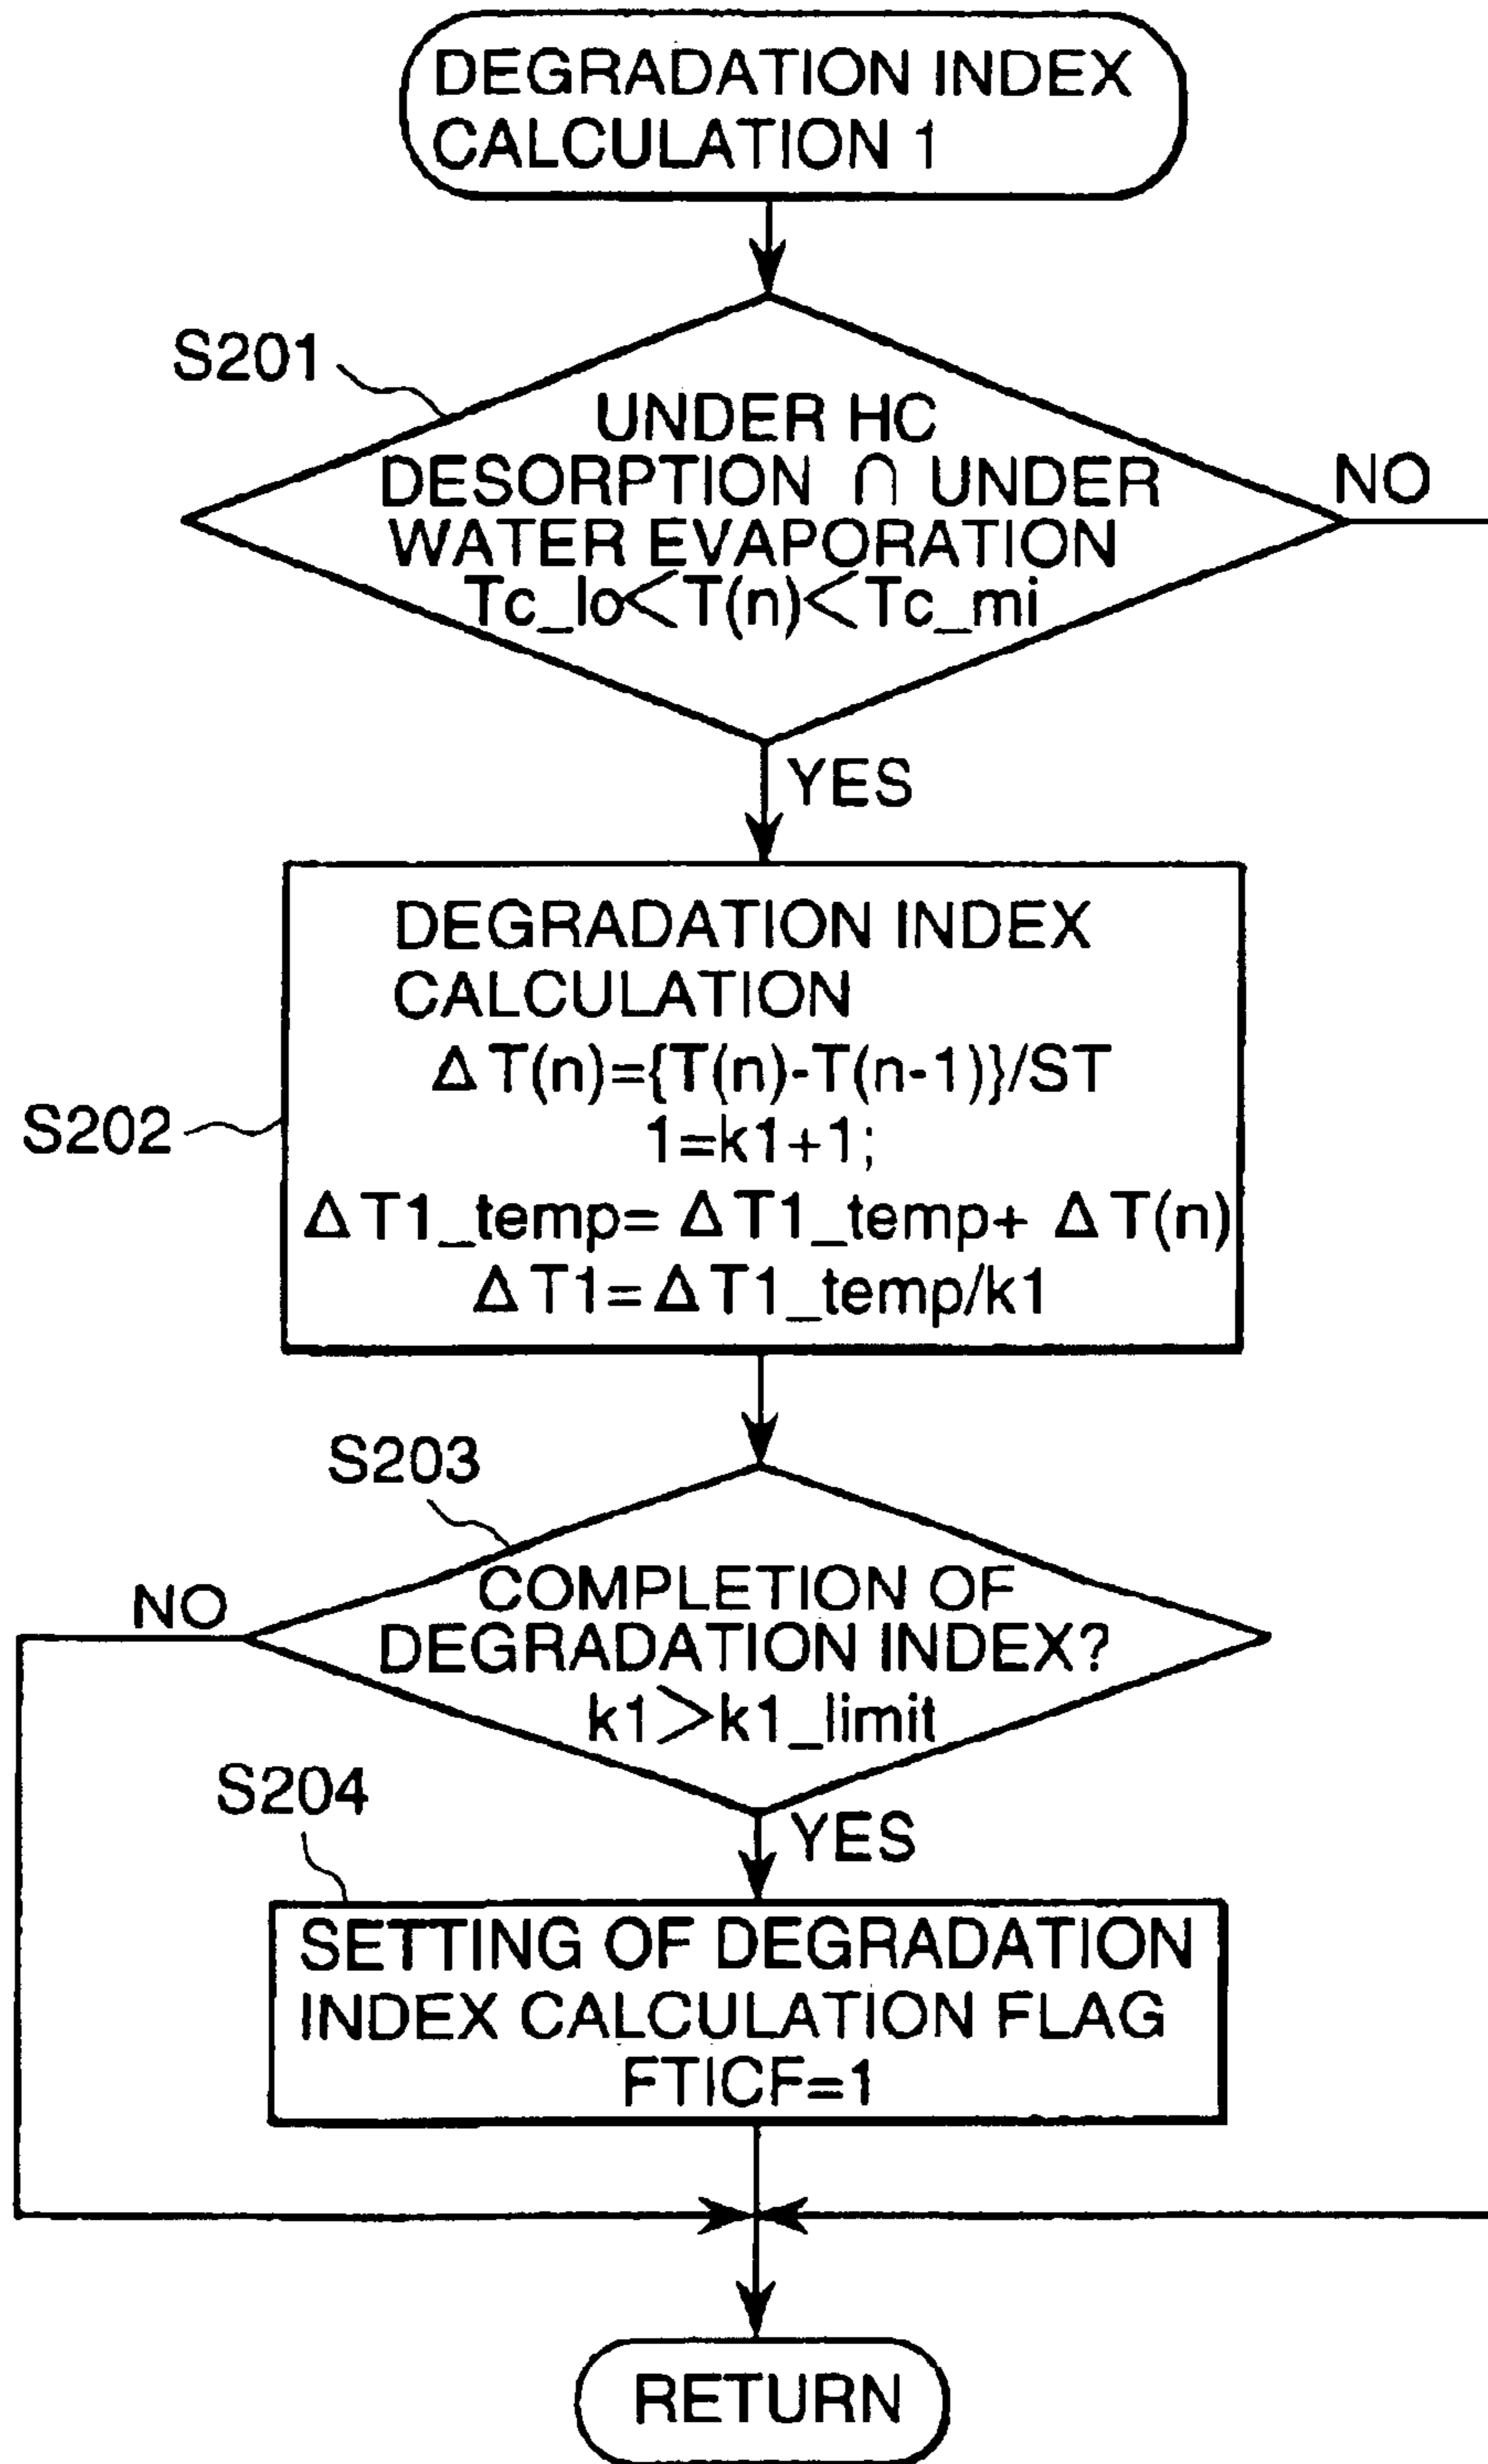 DEGRADATION INDEX
CALCULATION 1
S201
UNDER HC
DESORPTION ∩ UNDER
WATER EVAPORATION
Tc_lo<T(n)<Tc_mi
NO
YES
S202
DEGRADATION INDEX
CALCULATION
ΔT(n)={T(n)-T(n-1)}/ST
1=k1+1;
ΔT1_temp= ΔT1_temp+ ΔT(n)
ΔT1=ΔT1_temp/k1
S203
COMPLETION OF
DEGRADATION INDEX?
k1>k1_limit
NO
YES
S204
SETTING OF DEGRADATION
INDEX CALCULATION FLAG
FTICF=1
RETURN